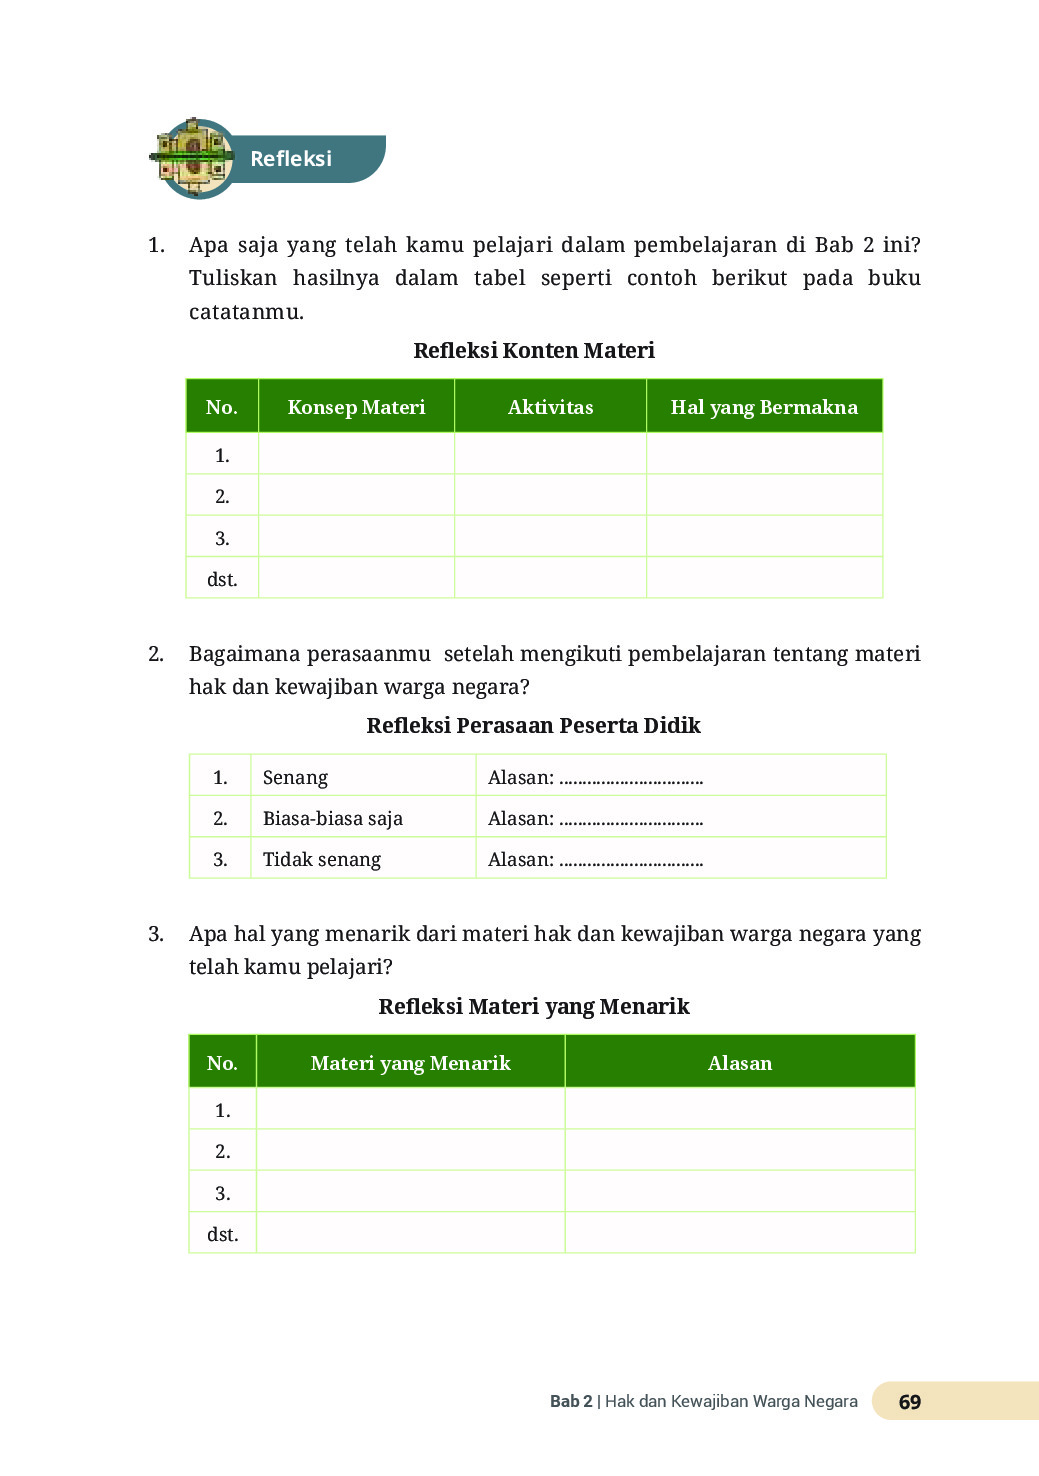 Refleksi
1. Apa saja yang telah kamu pelajari dalam pembelajaran di Bab 2 ini?
Tuliskan hasilnya dalam tabel seperti contoh berikut pada buku
catatanmu.
Refleksi Konten Materi
No. Konsep Materi Aktivitas Hal yang Bermakna
1.
2.
3.
dst.
2. Bagaimana perasaanmu setelah mengikuti pembelajaran tentang materi
hak dan kewajiban warga negara?
Refleksi Perasaan Peserta Didik
1. Senang Alasan: ...............................
2. Biasa-biasa saja Alasan: ...............................
3. Tidak senang Alasan: ...............................
3. Apa hal yang menarik dari materi hak dan kewajiban warga negara yang
telah kamu pelajari?
Refleksi Materi yang Menarik
No. Materi yang Menarik Alasan
1.
2.
3.
dst.
Bab 2 | Hak dan Kewajiban Warga Negara 69